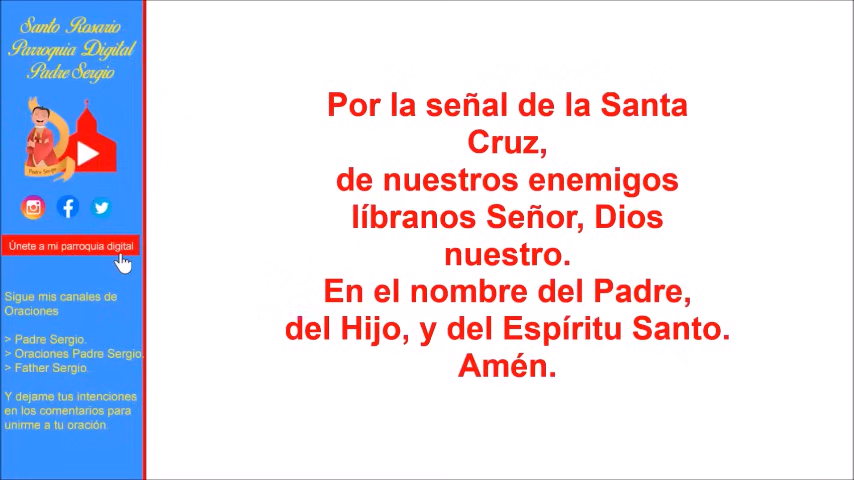 Santo Rosario
Parroquia Digital
Padre Sergio
Padre Sergio
Únete a mi parroquia digital
Sigue mis canales de
Oraciones
> Padre Sergio.
> Oraciones Padre Sergio.
> Father Sergio.
Y dejame tus intenciones
en los comentarios para
unirme a tu oración.
Por la señal de la Santa
Cruz,
de nuestros enemigos
líbranos Señor, Dios
nuestro.
En el nombre del Padre,
del Hijo, y del Espíritu Santo.
Amén.